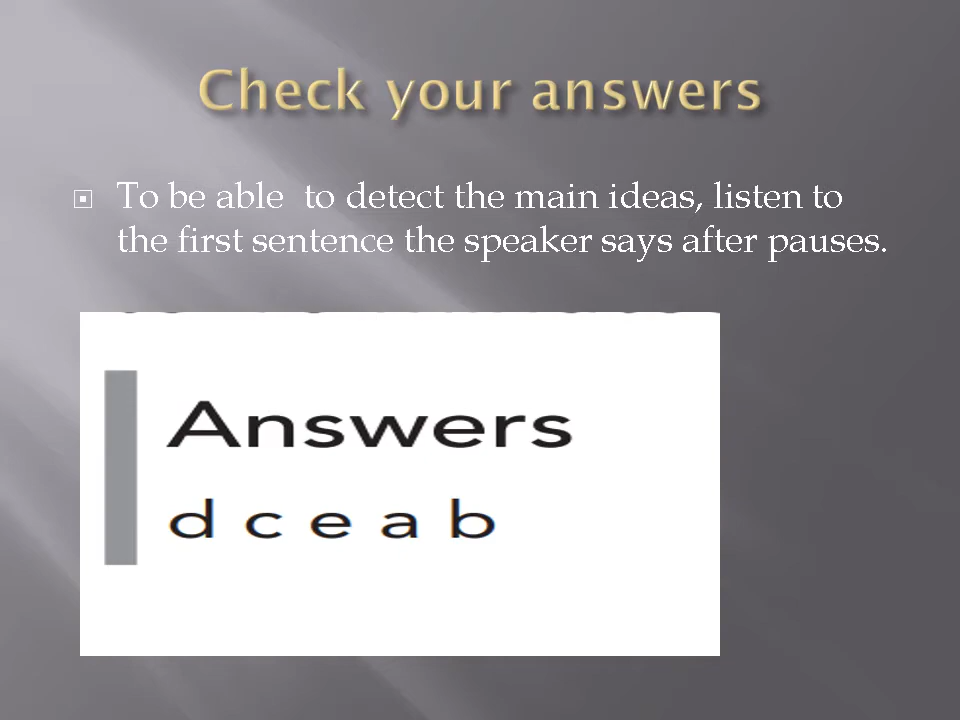 Check your answers
To be able  to detect the main ideas, listen to
the first sentence the speaker says after pauses.
Answers
d c e a b